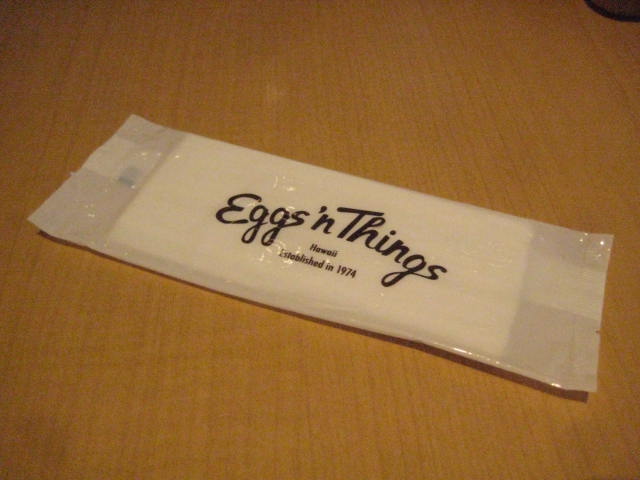 Eggs 'n Things
Hawaii
Established in 1974